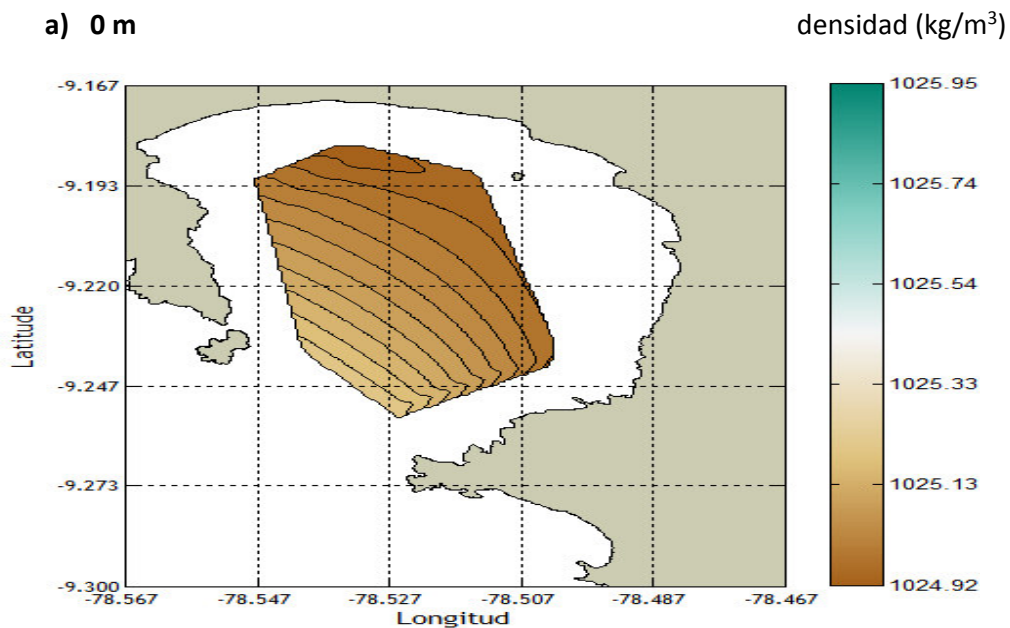 a) 0 m
densidad (kg/m³)
-9.167
-9.193
-9.220
-9.247
-9.273
-9.300
Latitude
-78.567 -78.547 -78.527 -78.507 -78.487 -78.467
Longitud
1025.95
1025.74
1025.54
1025.33
1025.13
1024.92